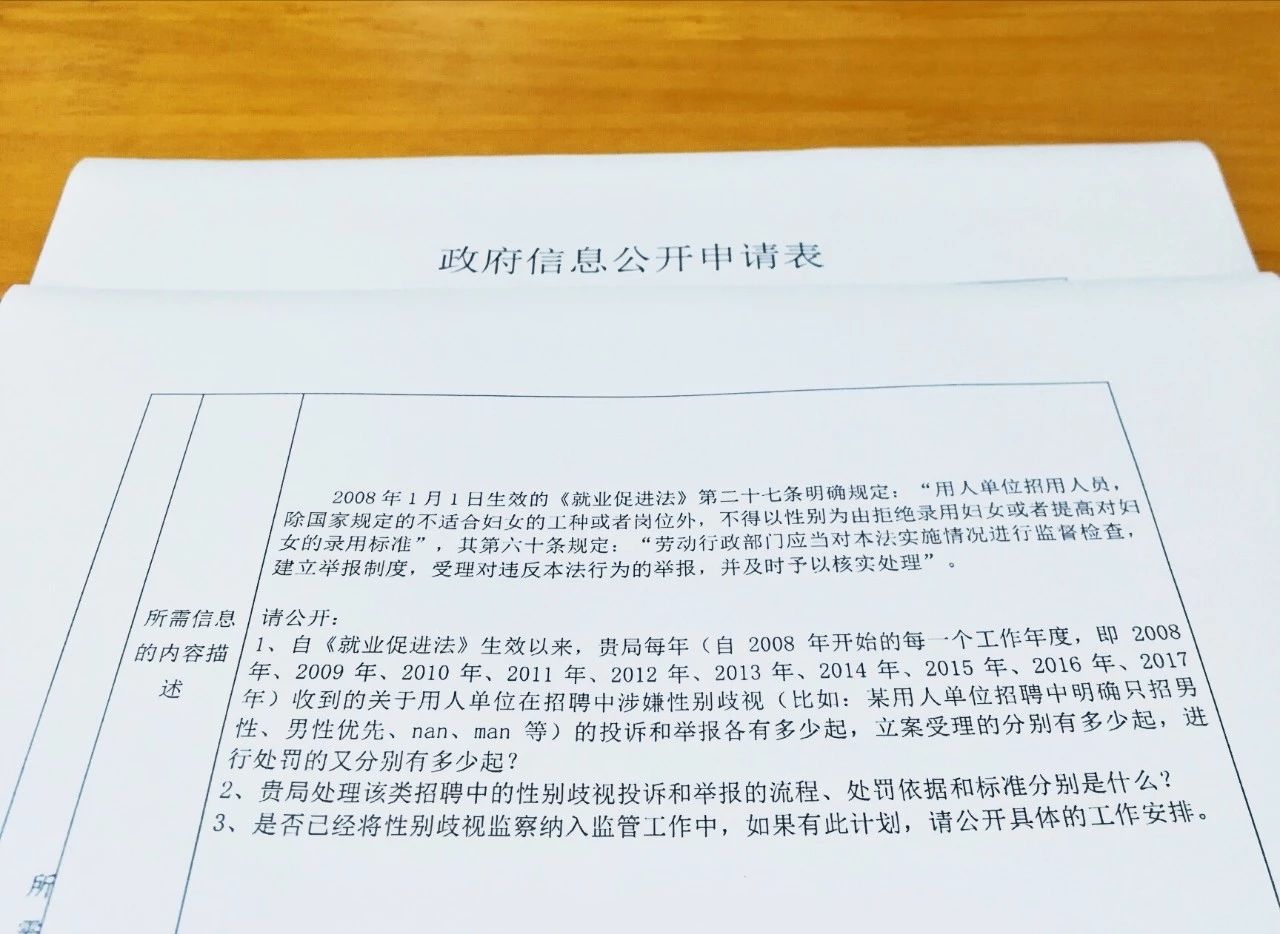 政府信息公开申请表
2008 年 1 月 1 日生效的《就业促进法》第二十七条明确规定：“用人单位招用人员，
除国家规定的不适合妇女的工种或者岗位外，不得以性别为由拒绝录用妇女或者提高对妇
女的录用标准”，其第六十条规定：“劳动行政部门应当对本法实施情况进行监督检查，
建立举报制度，受理对违反本法行为的举报，并及时予以核实处理”。
所需信息
的内容描
述
请公开：
1、自《就业促进法》生效以来，贵局每年（自 2008 年开始的每一个工作年度，即 2008
年、2009 年、2010 年、2011 年、2012 年、2013 年、2014 年、2015 年、2016 年、2017
年）收到的关于用人单位在招聘中涉嫌性别歧视（比如：某用人单位招聘中明确只招男
性、男性优先、nan、man 等）的投诉和举报各有多少起，立案受理的分别有多少起，进
行处罚的又分别有多少起？
2、贵局处理该类招聘中的性别歧视投诉和举报的流程、处罚依据和标准分别是什么？
3、是否已经将性别歧视监察纳入监管工作中，如果有此计划，请公开具体的工作安排。
所
需